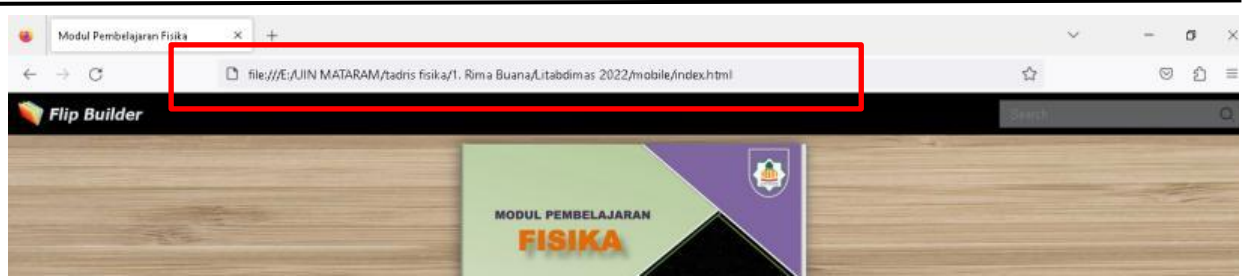 Modul Pembelajaran Fisika
file:///E:/UIN MATARAM/tadris fisika/1. Rima Buana/Litabdimas 2022/mobile/index.html
Flip Builder
Search
MODUL PEMBELAJARAN
FISIKA